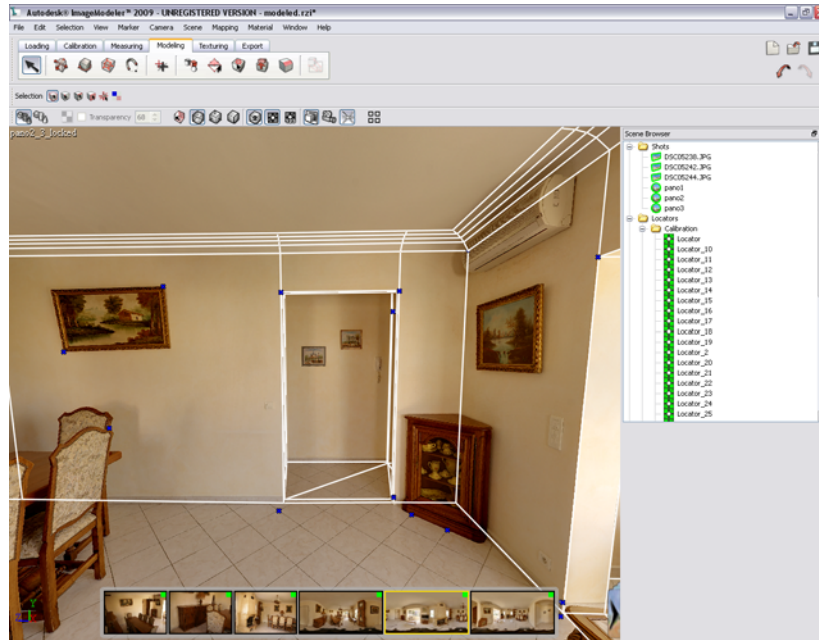 Autodesk® ImageModeler™ 2009 - UNREGISTERED VERSION - modeled.rzi*
File Edit Selection View Marker Camera Scene Mapping Material Window Help
Loading Calibration Measuring Modeling Texturing Export
Selection
Transparency 68
pano2_3_locked
Scene Browser
Shots
DSC05238.JPG
DSC05242.JPG
DSC05244.JPG
pano1
pano2
pano3
Locators
Calibration
Locator
Locator_10
Locator_11
Locator_12
Locator_13
Locator_14
Locator_15
Locator_16
Locator_17
Locator_18
Locator_19
Locator_2
Locator_20
Locator_21
Locator_22
Locator_23
Locator_24
Locator_25
Y